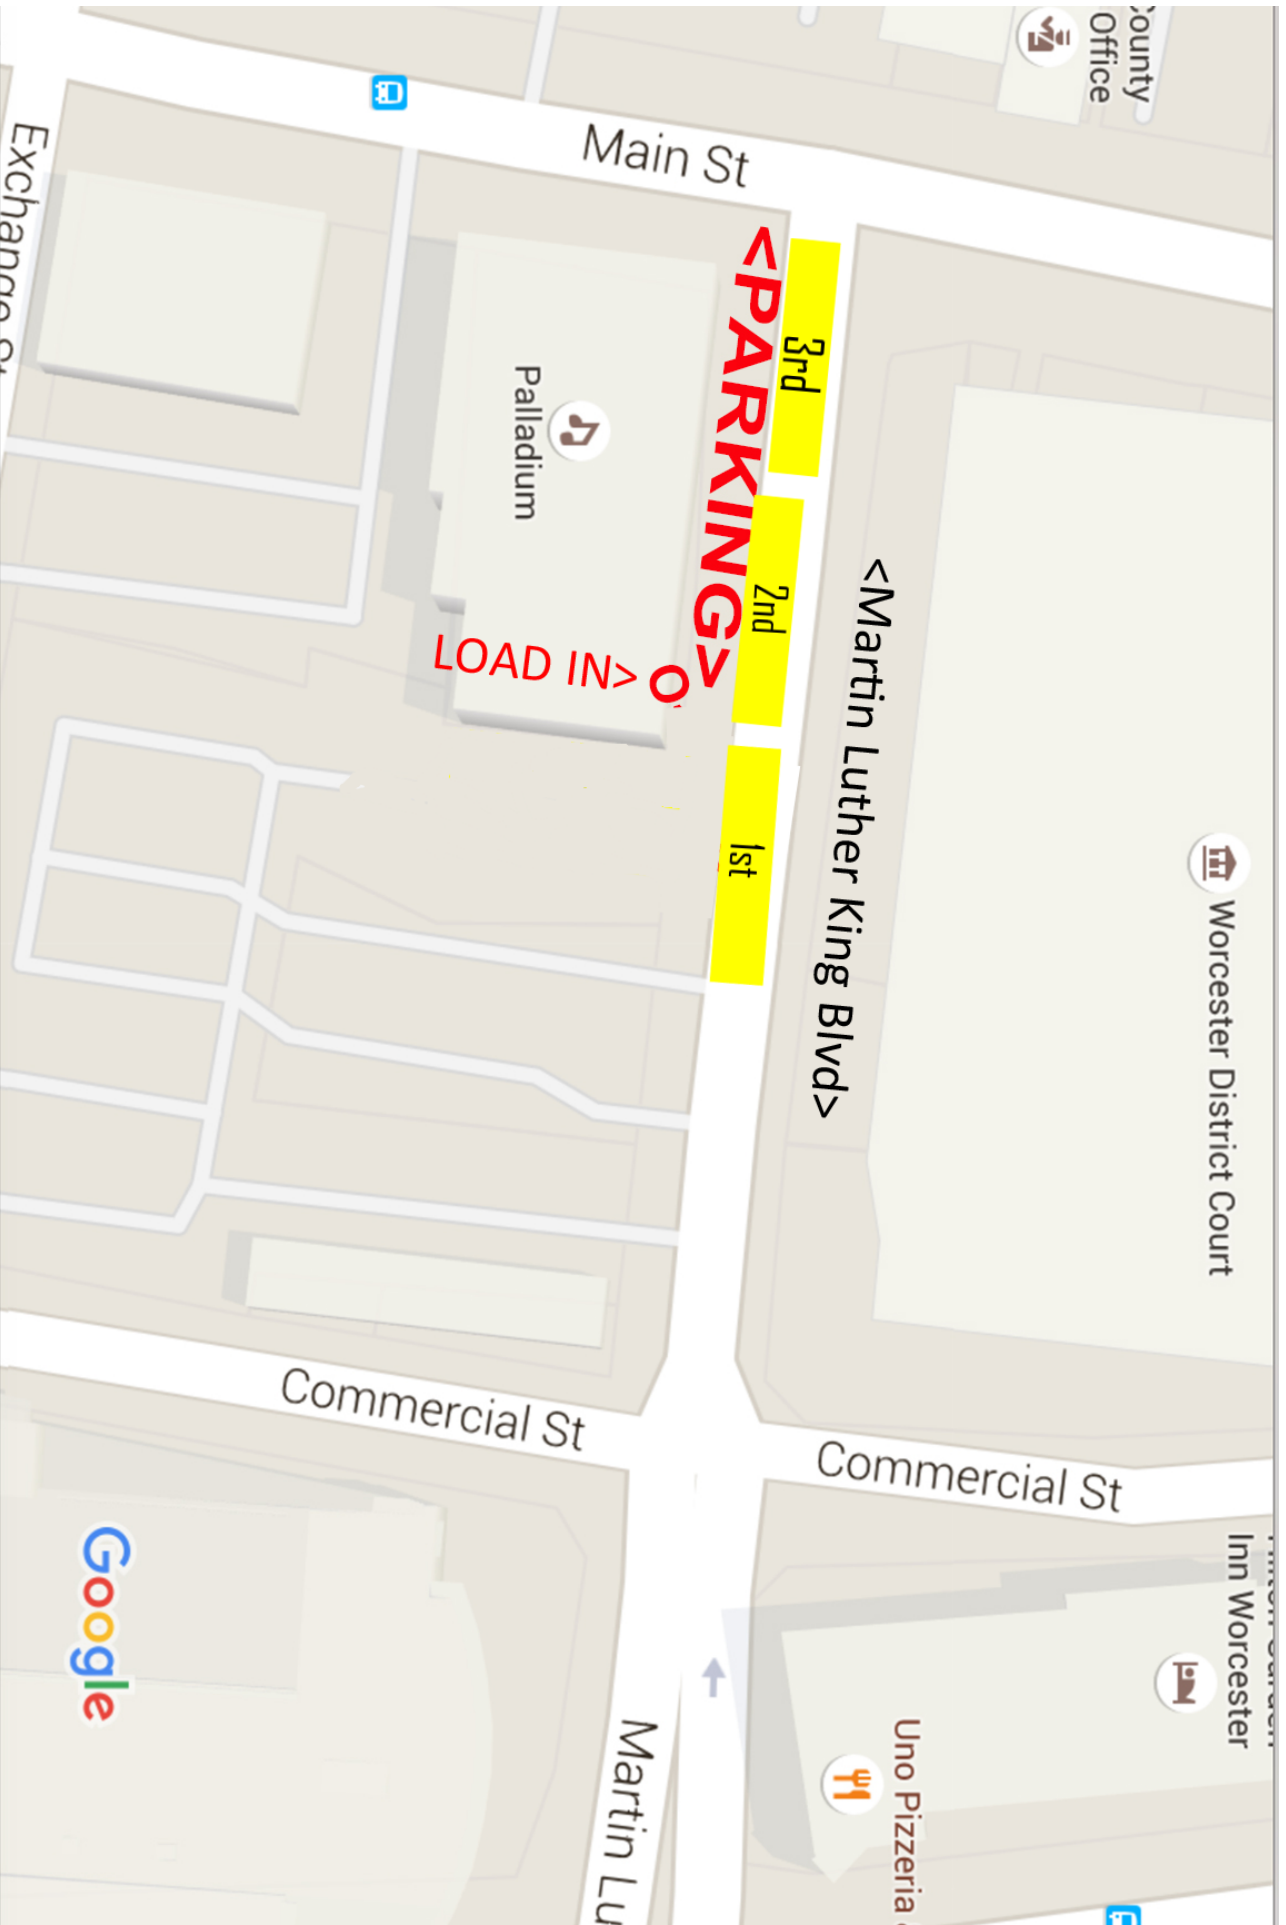 County
Office
Main St
Exchange St
<PARKING>
3rd
Palladium
2nd
<Martin Luther King Blvd>
LOAD IN> O
1st
Worcester District Court
Commercial St
Commercial St
Inn Worcester
Google
Uno Pizzeria
Martin Lu